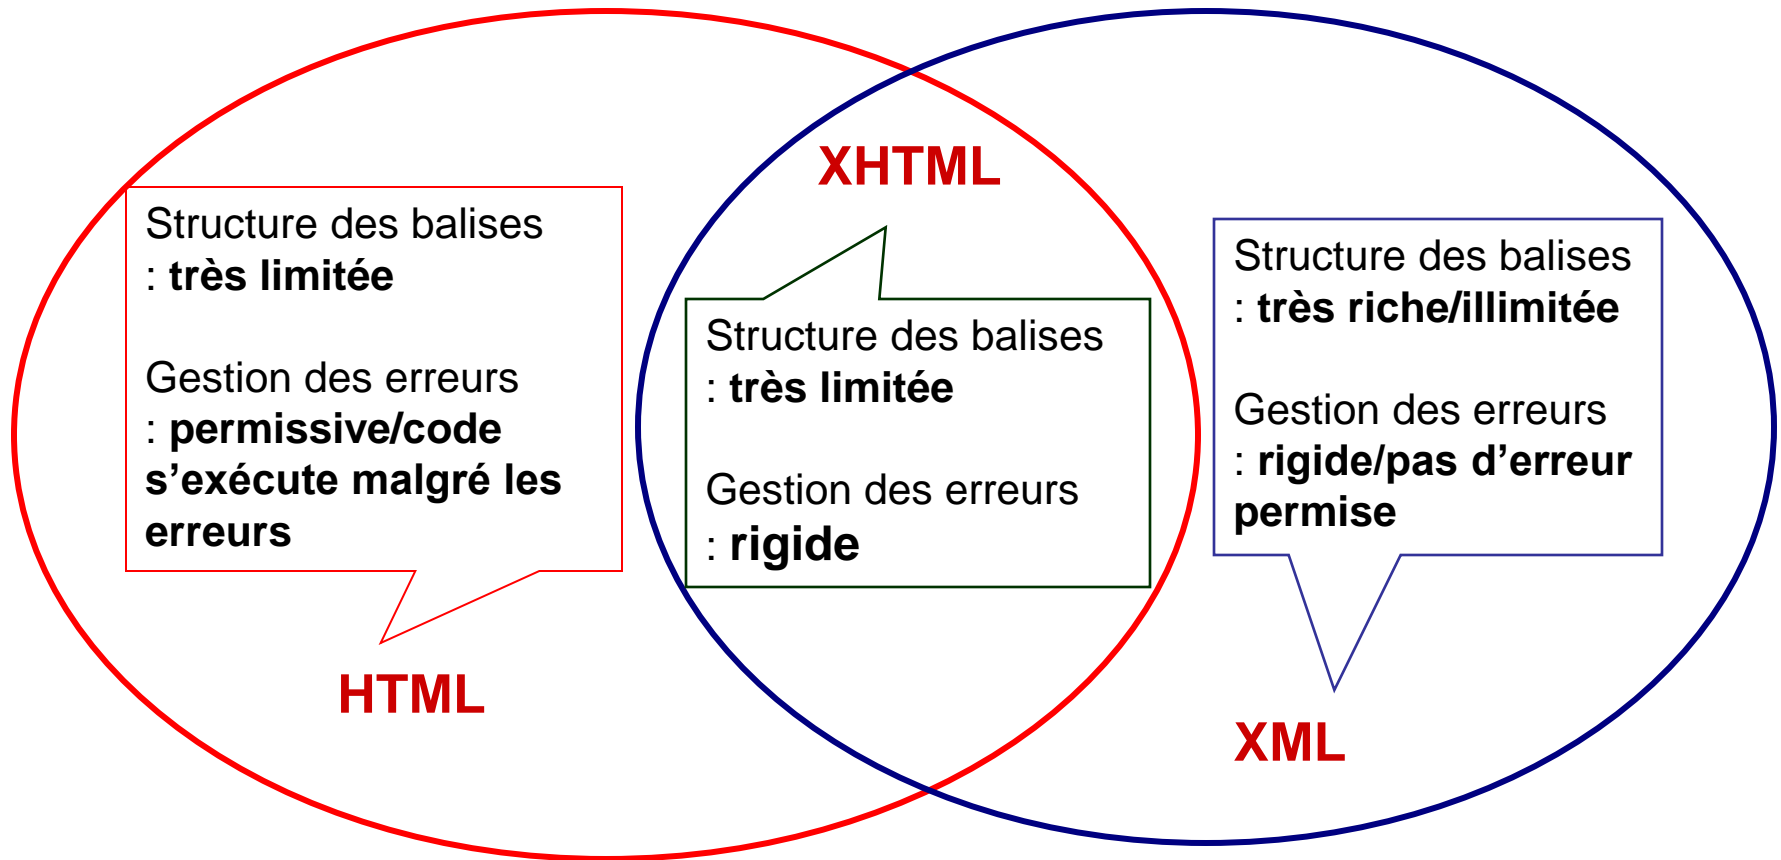 Structure des balises
: très limitée
Gestion des erreurs
: permissive/code
s’exécute malgré les
erreurs
HTML
XHTML
Structure des balises
: très limitée
Gestion des erreurs
: rigide
Structure des balises
: très riche/illimitée
Gestion des erreurs
: rigide/pas d’erreur
permise
XML